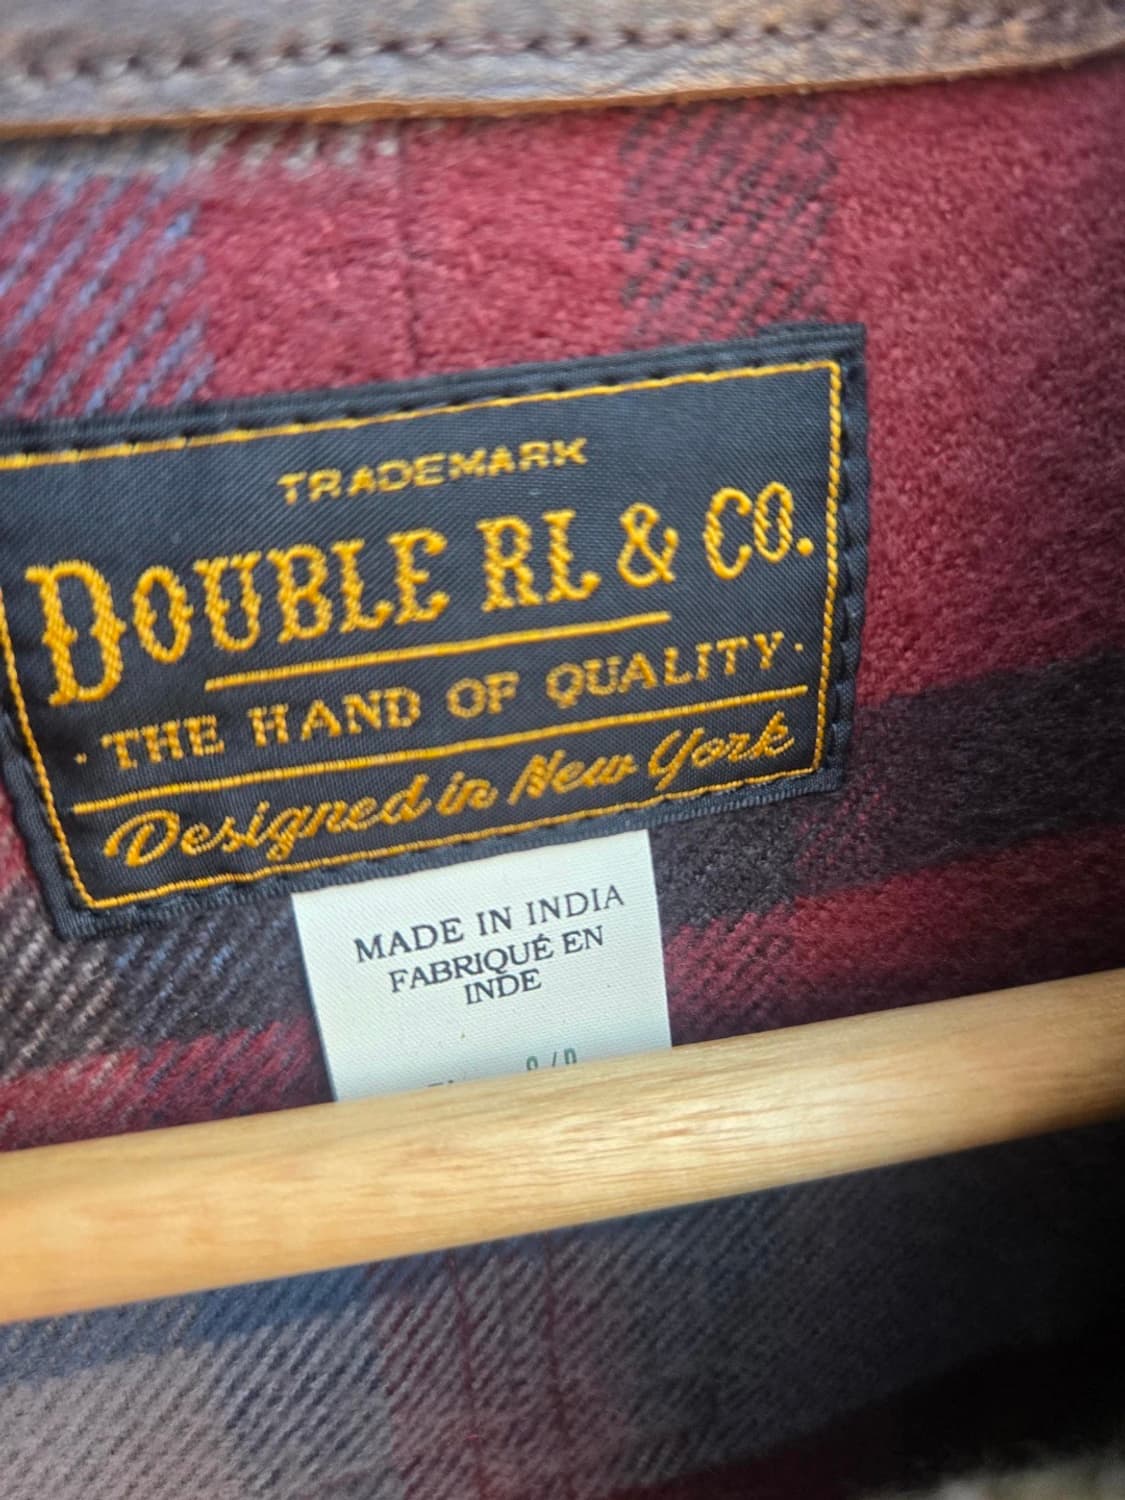 TRADEMARK
DOUBLE RL & CO.
· THE HAND OF QUALITY ·
Designed in New York
MADE IN INDIA
FABRIQUÉ EN
INDE